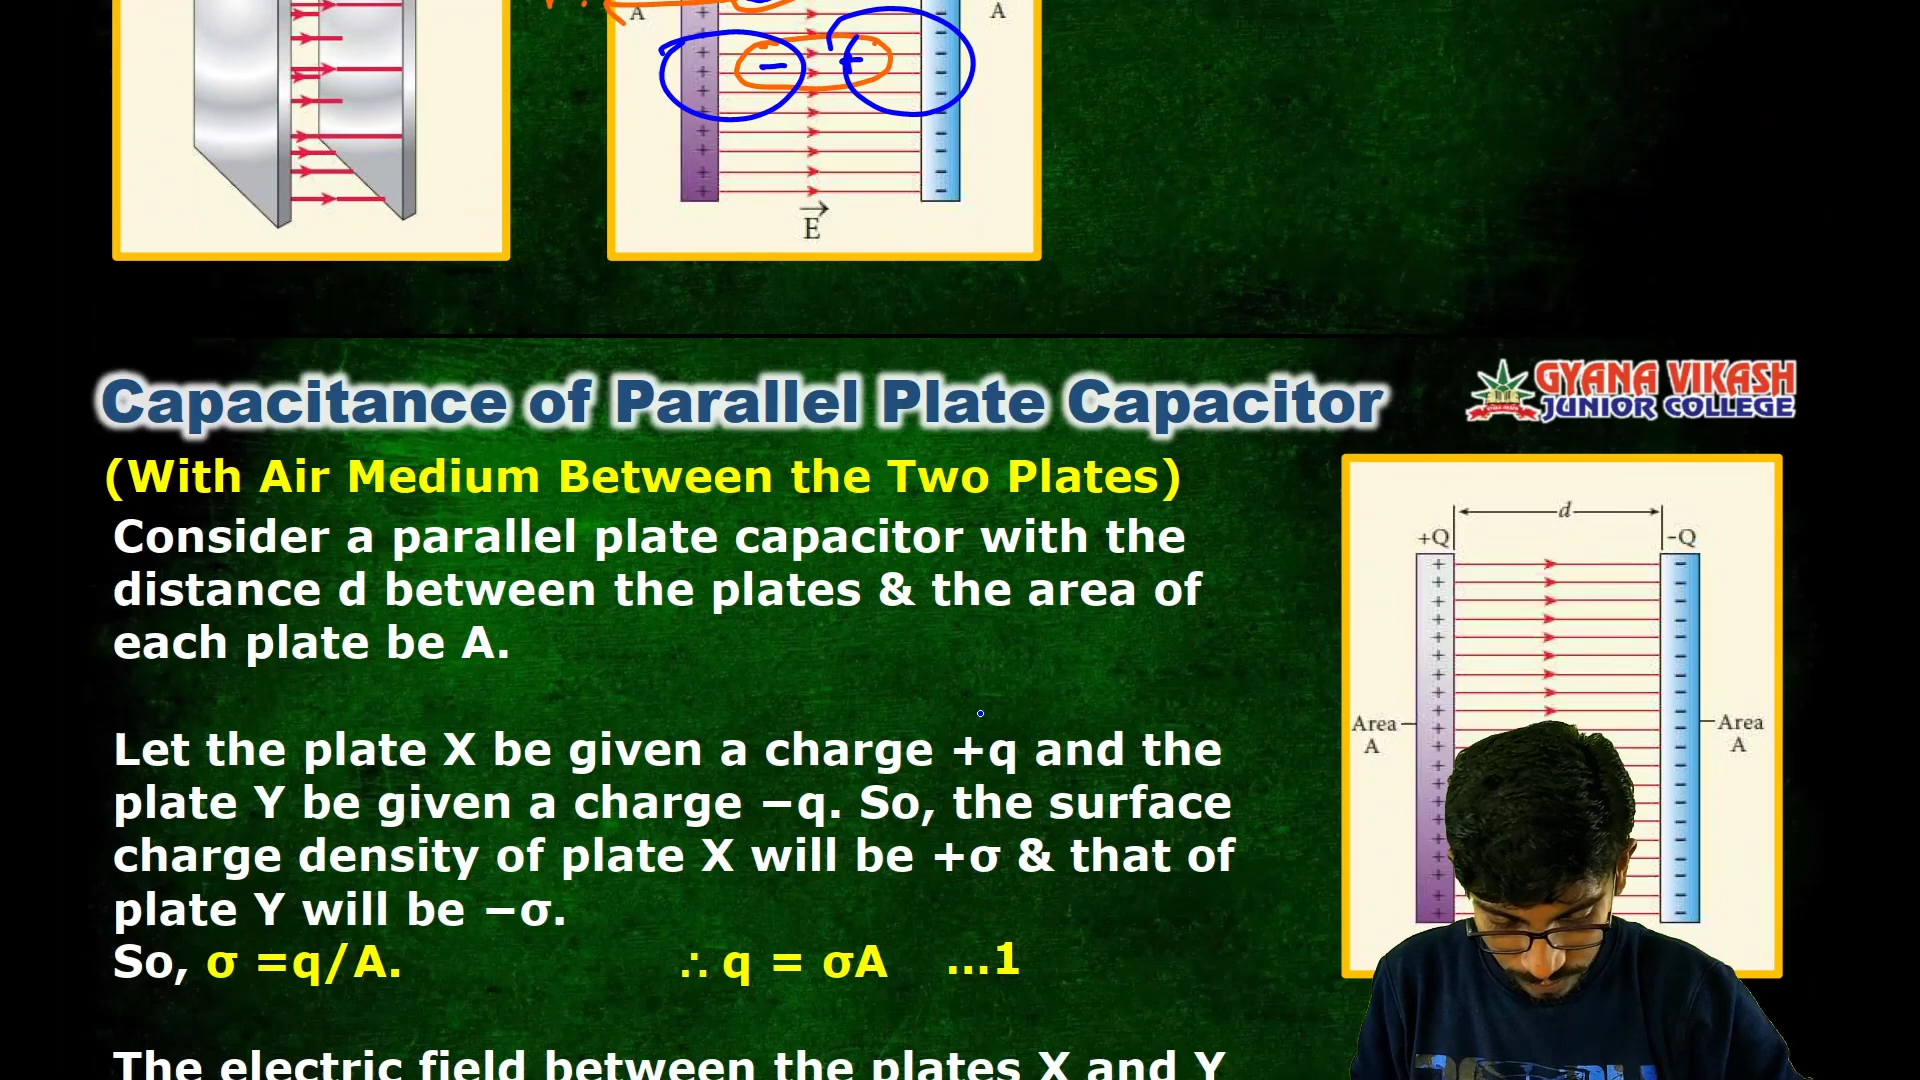 A
A
E
Capacitance of Parallel Plate Capacitor
GYANA VIKASH
JUNIOR COLLEGE
(With Air Medium Between the Two Plates)
Consider a parallel plate capacitor with the
distance d between the plates & the area of
each plate be A.
Let the plate X be given a charge +q and the
plate Y be given a charge −q. So, the surface
charge density of plate X will be +σ & that of
plate Y will be −σ.
So, σ =q/A. ∴ q = σA ...1
The electric field between the plates X and Y
d
+Q
-Q
Area
A
Area
A